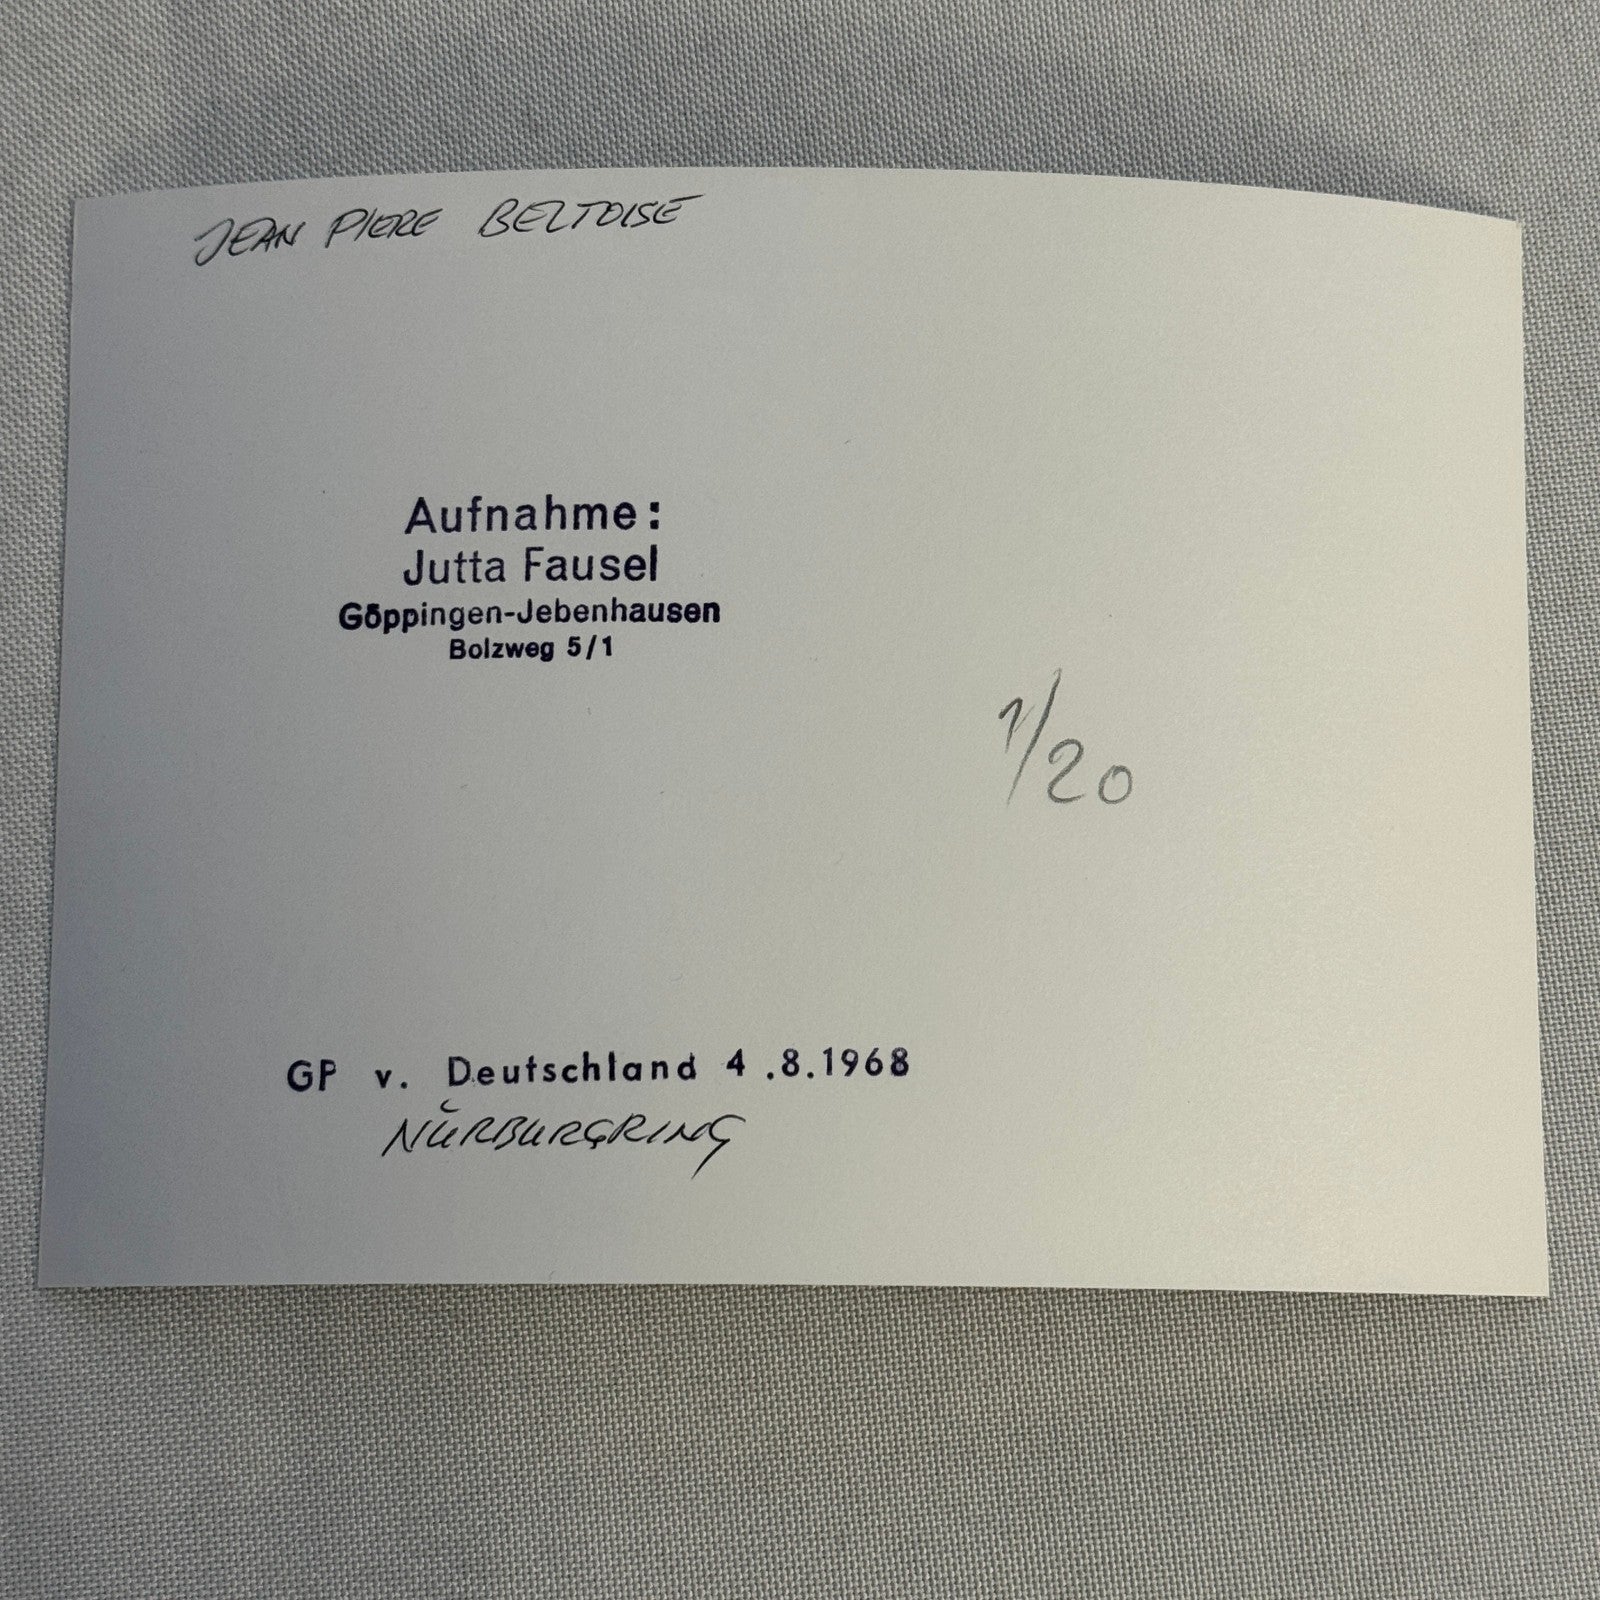 JEAN PIERE BELTOISE
Aufnahme:
Jutta Fausel
Göppingen-Jebenhausen
Bolzweg 5/1
1/20
GP v. Deutschland 4.8.1968
NÜRBURGRING